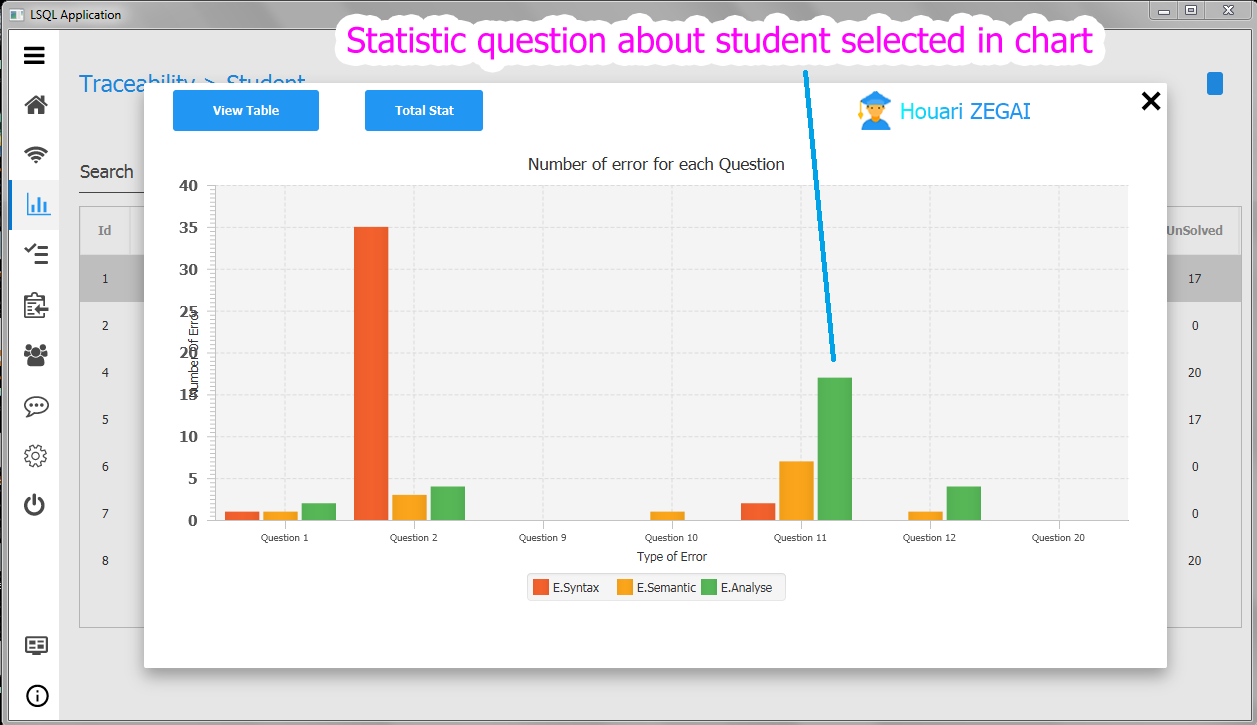 LSQL Application
Statistic question about student selected in chart
Traceability > Student
View Table
Total Stat
Houari ZEGAI
Search
Number of error for each Question
Id
UnSolved
1
17
2
0
4
20
5
17
6
0
7
0
8
20
Number of Error
40
35
30
25
20
15
10
5
0
Question 1
Question 2
Question 9
Question 10
Question 11
Question 12
Question 20
Type of Error
E.Syntax
E.Semantic
E.Analyse